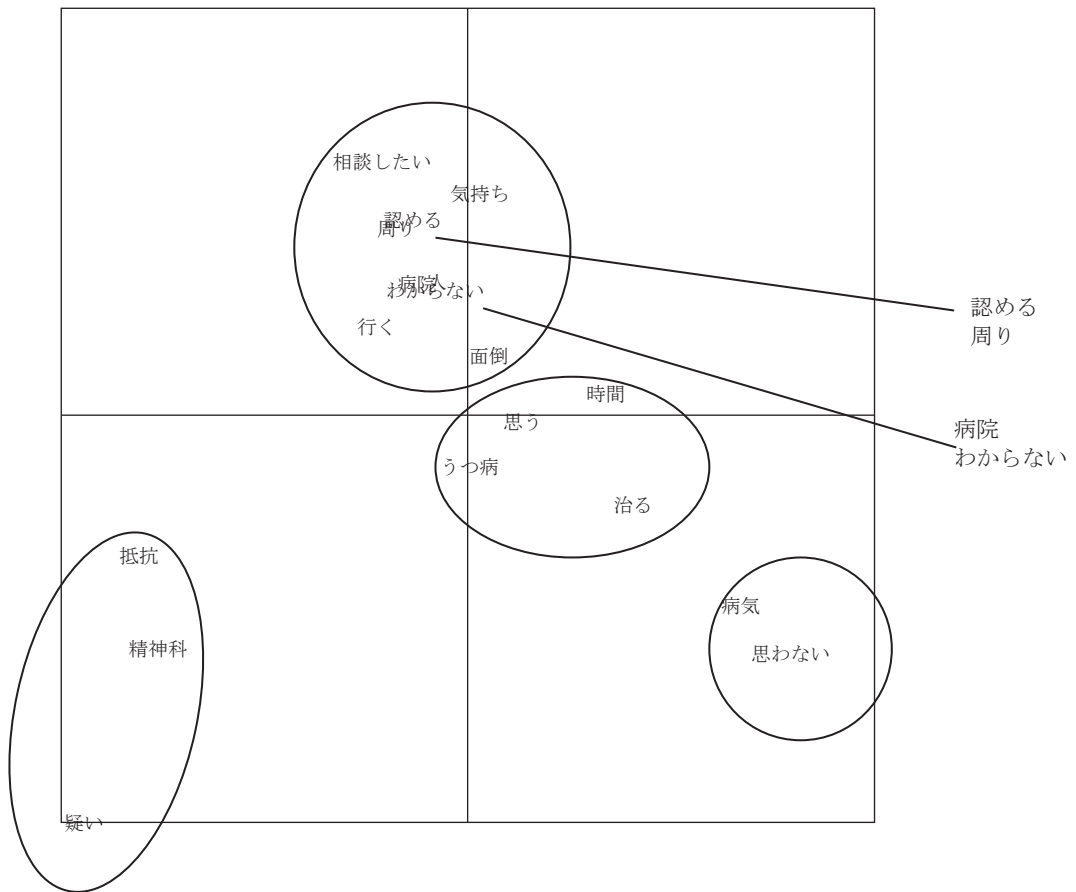 相談したい
気持ち
認める
周り
病院
人
わからない
行く
面倒
時間
思う
うつ病
治る
抵抗
精神科
疑い
病気
思わない
認める
周り
病院
わからない